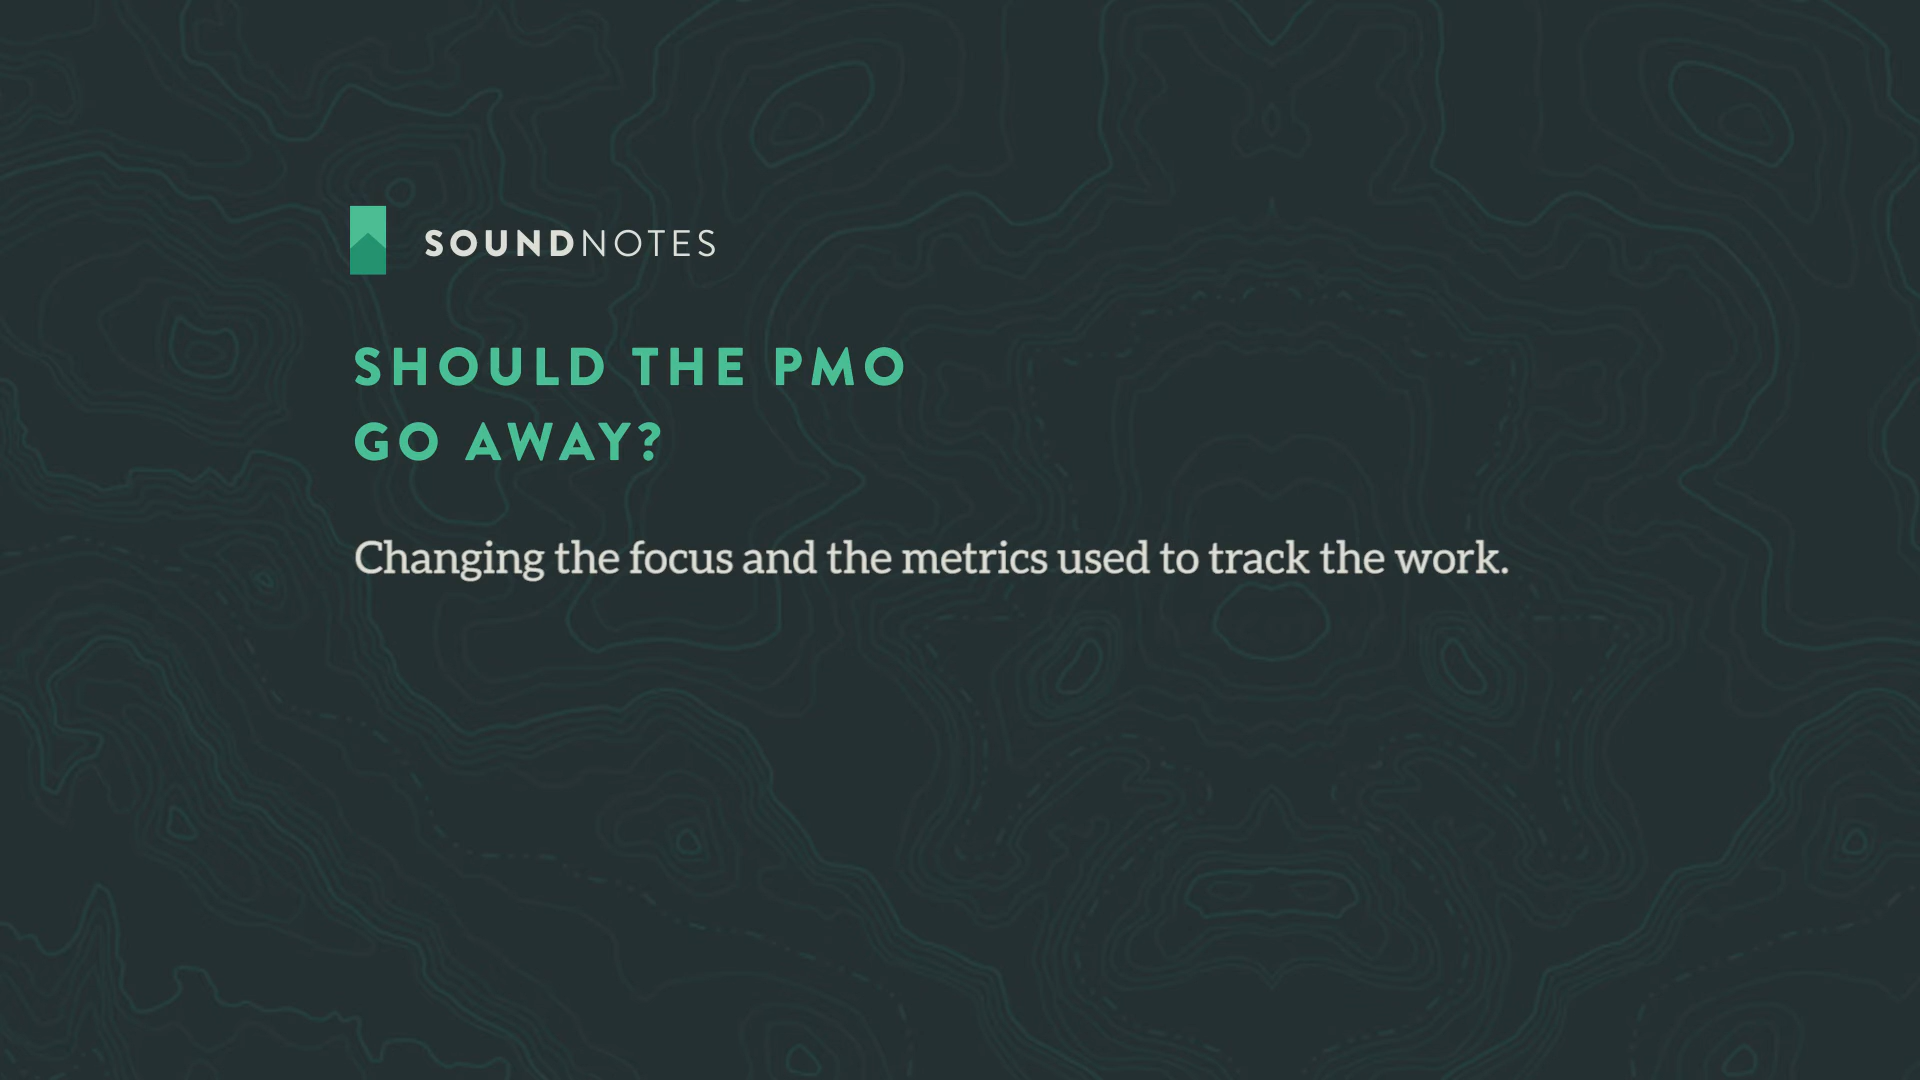 SOUNDNOTES
SHOULD THE PMO
GO AWAY?
Changing the focus and the metrics used to track the work.